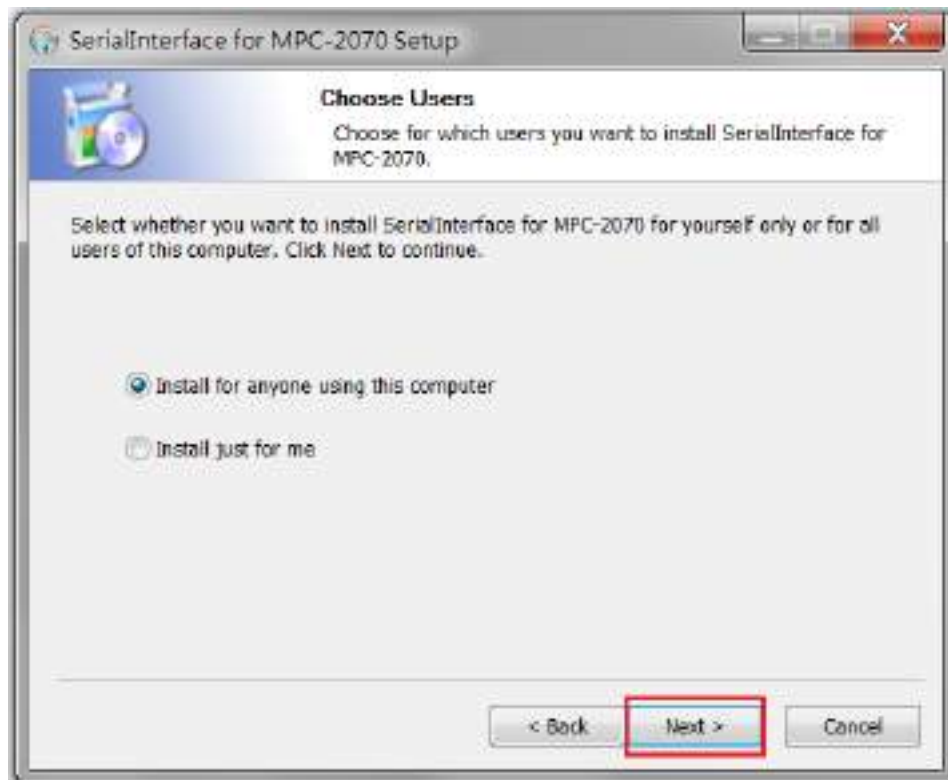 SerialInterface for MPC-2070 Setup
Choose Users
Choose for which users you want to install SerialInterface for
MPC-2070.
Select whether you want to install SerialInterface for MPC-2070 for yourself only or for all
users of this computer. Click Next to continue.
Install for anyone using this computer
Install just for me
< Back
Next >
Cancel